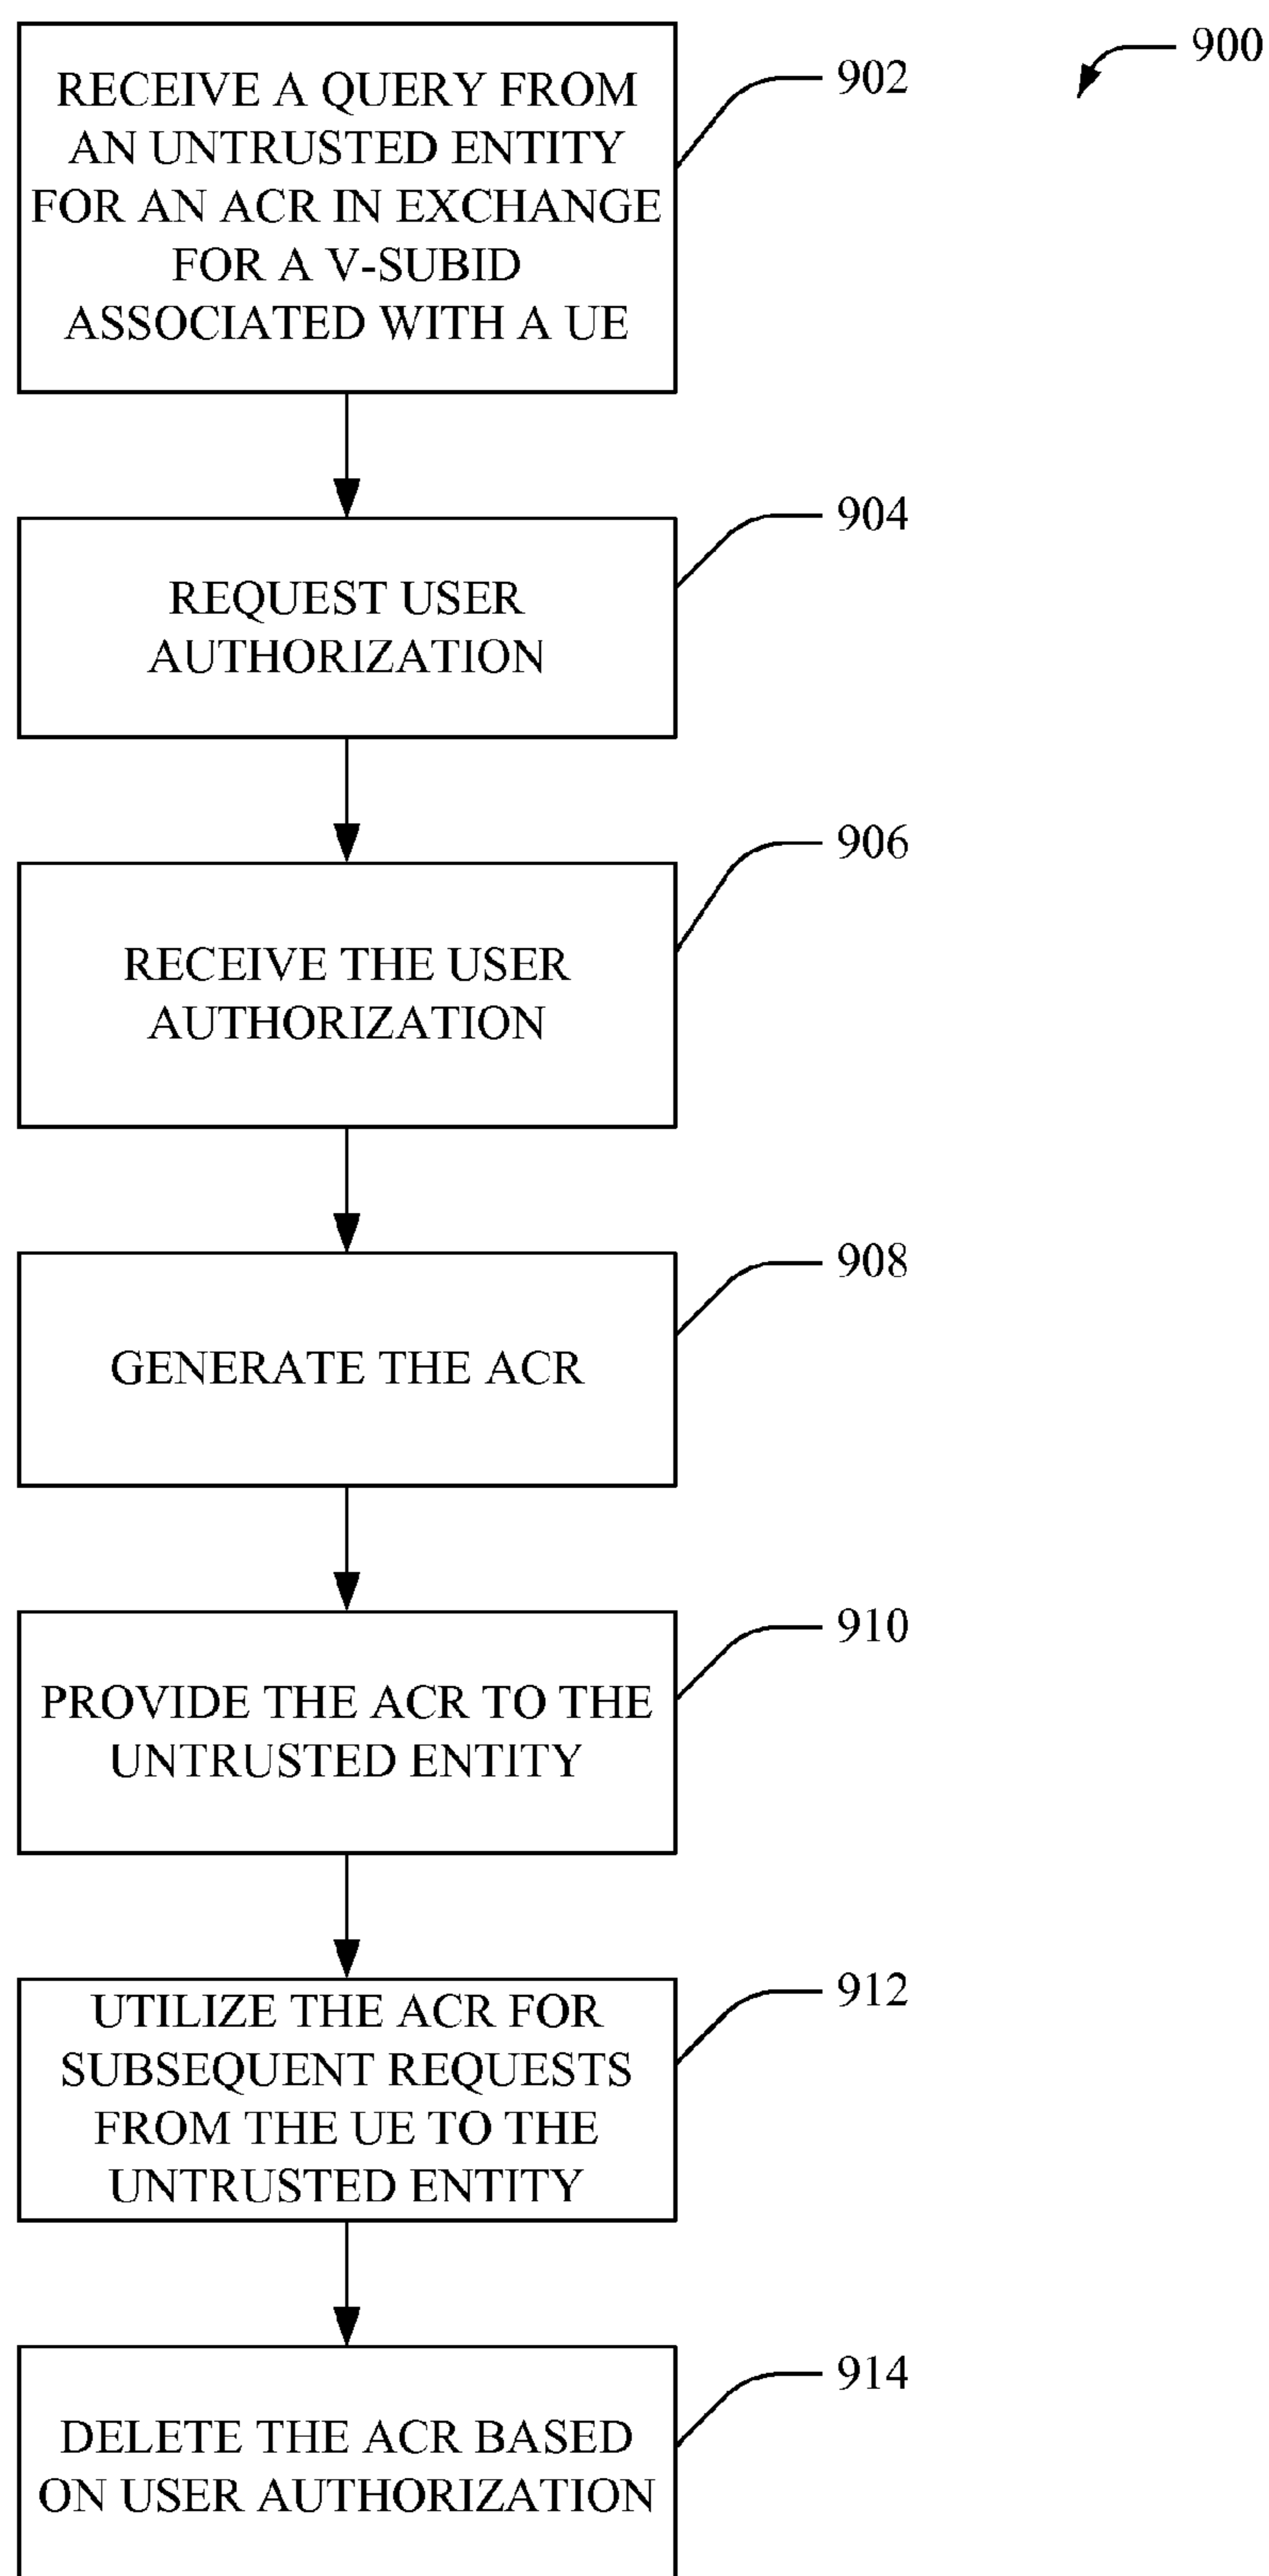 900
RECEIVE A QUERY FROM
AN UNTRUSTED ENTITY
FOR AN ACR IN EXCHANGE
FOR A V-SUBID
ASSOCIATED WITH A UE
902
REQUEST USER
AUTHORIZATION
904
RECEIVE THE USER
AUTHORIZATION
906
GENERATE THE ACR
908
PROVIDE THE ACR TO THE
UNTRUSTED ENTITY
910
UTILIZE THE ACR FOR
SUBSEQUENT REQUESTS
FROM THE UE TO THE
UNTRUSTED ENTITY
912
DELETE THE ACR BASED
ON USER AUTHORIZATION
914